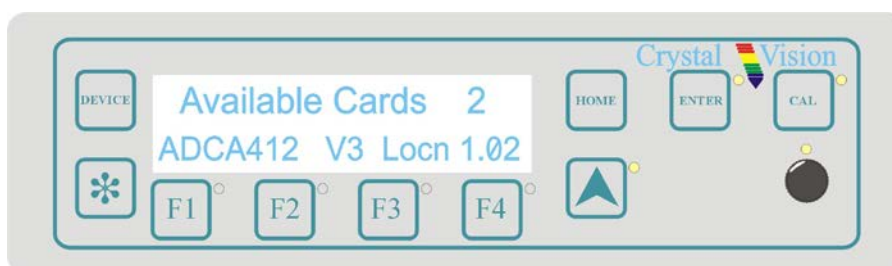 Crystal Vision
DEVICE
Available Cards 2
HOME
ENTER
CAL
ADCA412 V3 Locn 1.02
F1
F2
F3
F4